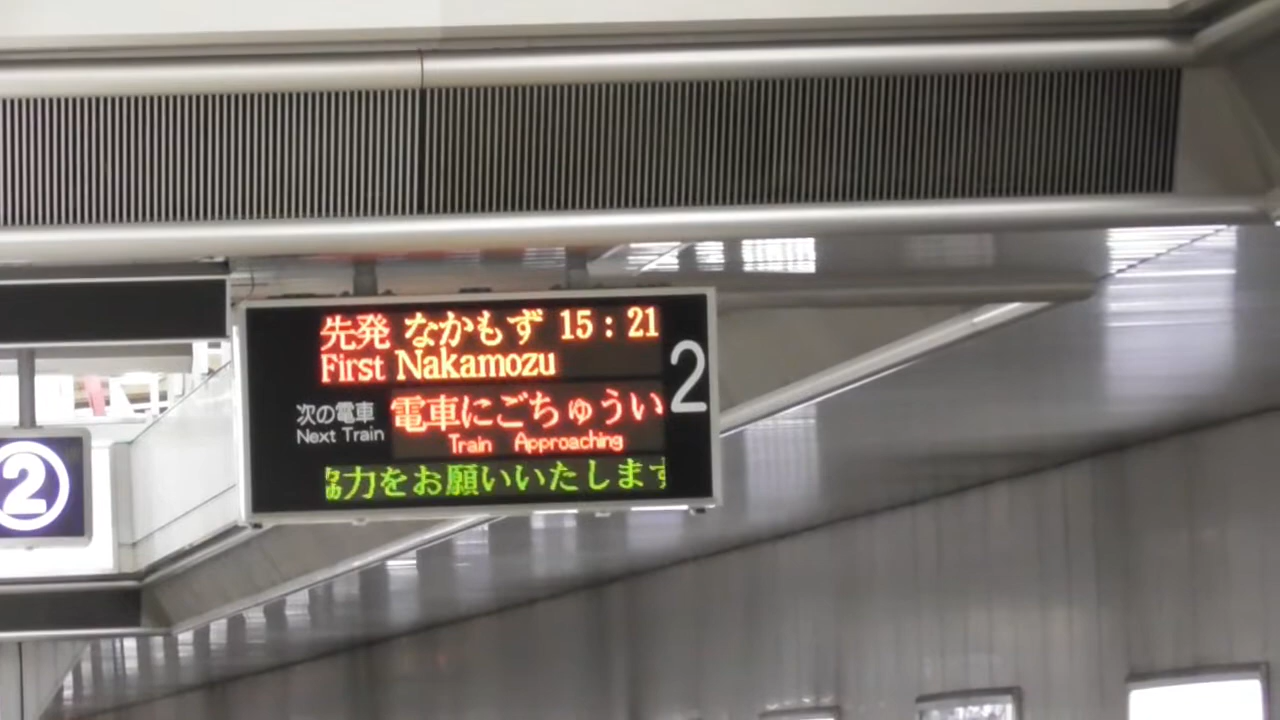 先発 なかもず 15:21
First Nakamozu
2
次の電車 電車にごちゅうい
Next Train Train Approaching
協力をお願いいたします
2